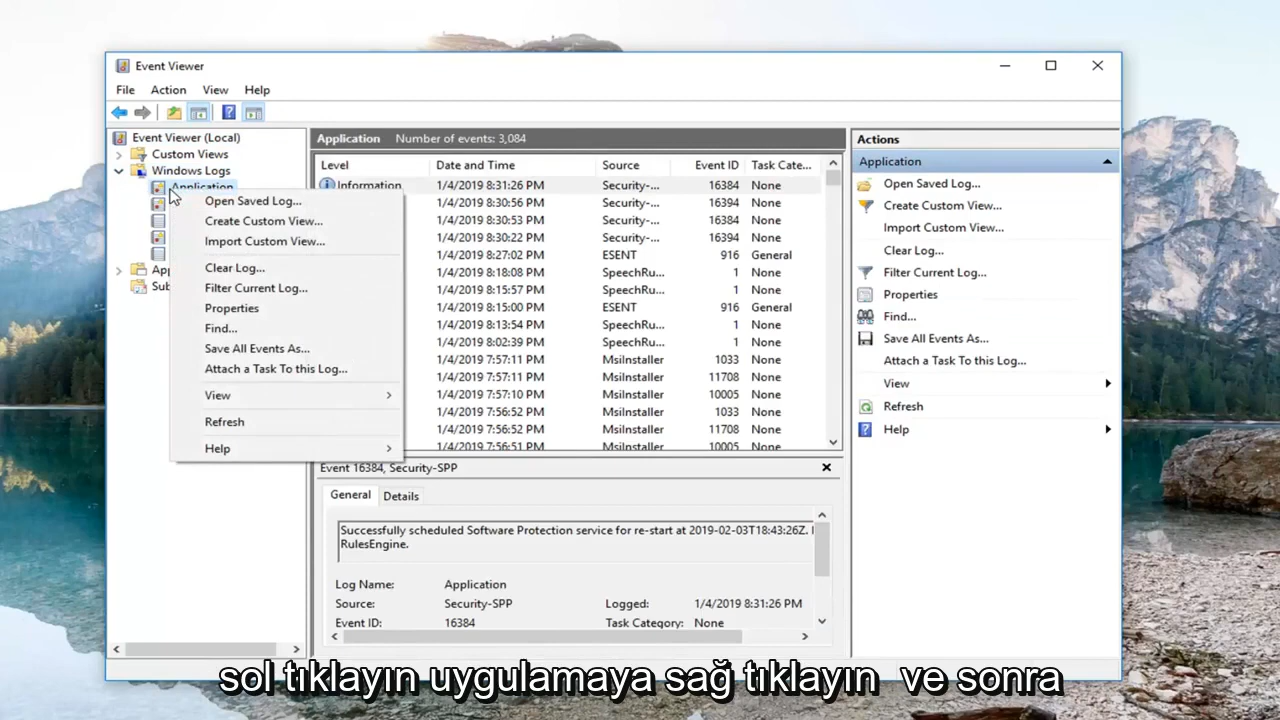 Event Viewer
File Action View Help
Event Viewer (Local)
Custom Views
Windows Logs
Application
Open Saved Log...
Create Custom View...
Import Custom View...
Clear Log...
Filter Current Log...
Properties
Find...
Save All Events As...
Attach a Task To this Log...
View
Refresh
Help
Application Number of events: 3,084
Level Date and Time Source Event ID Task Cate...
Information 1/4/2019 8:31:26 PM Security-... 16384 None
1/4/2019 8:30:56 PM Security-... 16394 None
1/4/2019 8:30:53 PM Security-... 16384 None
1/4/2019 8:30:22 PM Security-... 16394 None
1/4/2019 8:27:02 PM ESENT 916 General
1/4/2019 8:18:08 PM SpeechRu... 1 None
1/4/2019 8:15:57 PM SpeechRu... 1 None
1/4/2019 8:15:00 PM ESENT 916 General
1/4/2019 8:13:54 PM SpeechRu... 1 None
1/4/2019 8:02:39 PM SpeechRu... 1 None
1/4/2019 7:57:11 PM MsiInstaller 1033 None
1/4/2019 7:57:11 PM MsiInstaller 11708 None
1/4/2019 7:57:10 PM MsiInstaller 10005 None
1/4/2019 7:56:52 PM MsiInstaller 1033 None
1/4/2019 7:56:52 PM MsiInstaller 11708 None
1/4/2019 7:56:51 PM MsiInstaller 10005 None
Event 16384, Security-SPP
General Details
Successfully scheduled Software Protection service for re-start at 2019-02-03T18:43:26Z.
RulesEngine.
Log Name: Application
Source: Security-SPP Logged: 1/4/2019 8:31:26 PM
Event ID: 16384 Task Category: None
Actions
Application
Open Saved Log...
Create Custom View...
Import Custom View...
Clear Log...
Filter Current Log...
Properties
Find...
Save All Events As...
Attach a Task To this Log...
View
Refresh
Help
sol tıklayın uygulamaya sağ tıklayın ve sonra